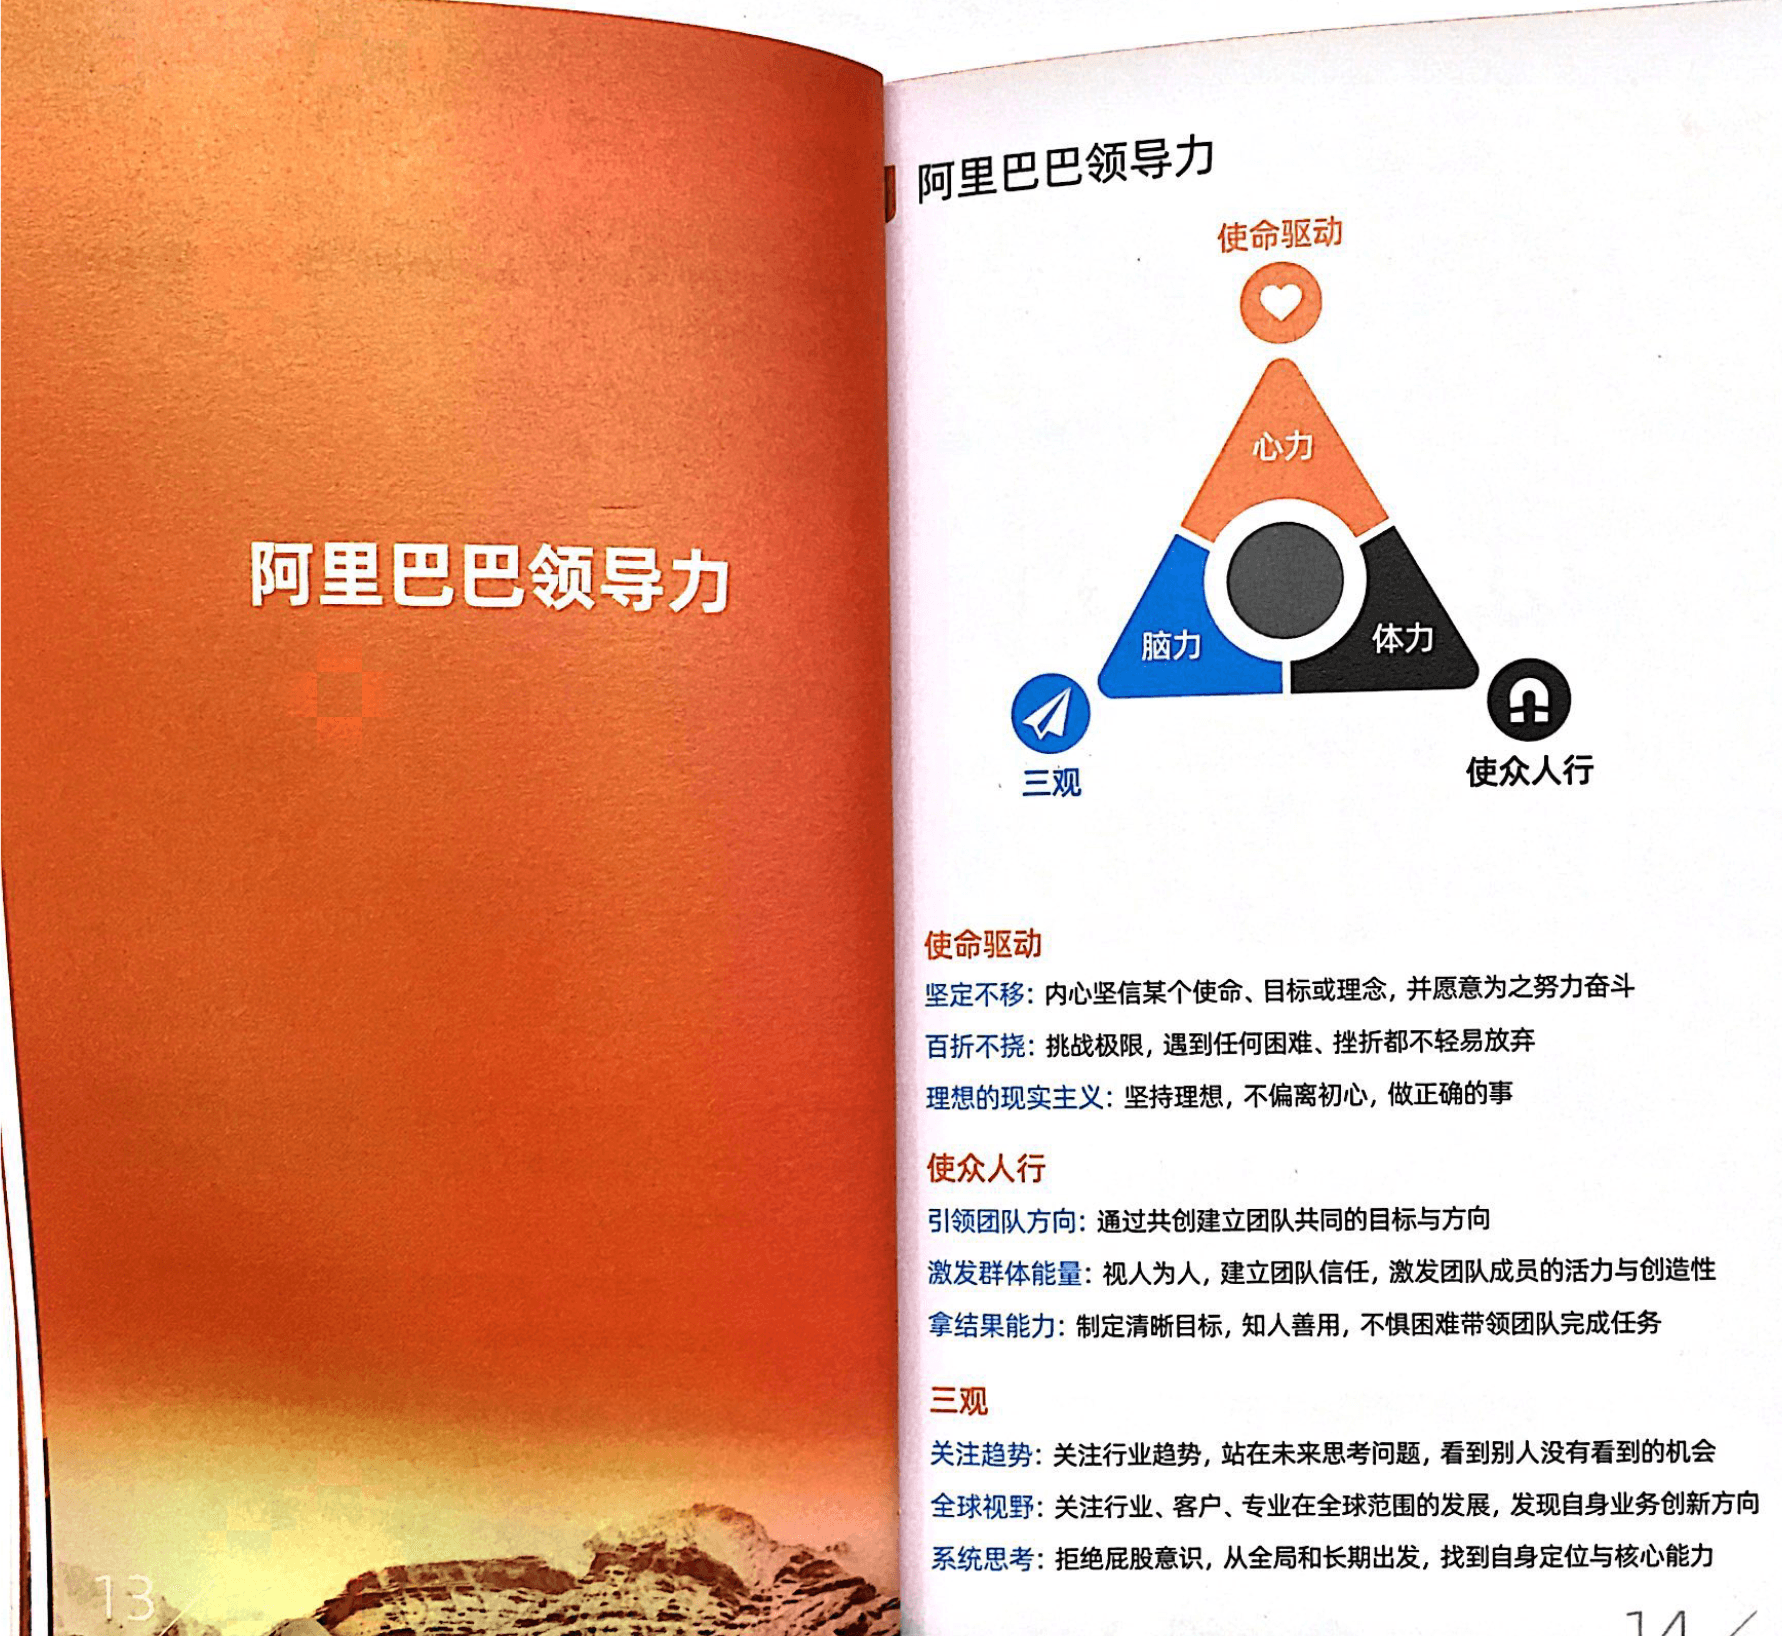 阿里巴巴领导力
13
阿里巴巴领导力
使命驱动
心力
脑力
体力
三观
使众人行
使命驱动
坚定不移：内心坚信某个使命、目标或理念，并愿意为之努力奋斗
百折不挠：挑战极限，遇到任何困难、挫折都不轻易放弃
理想的现实主义：坚持理想，不偏离初心，做正确的事
使众人行
引领团队方向：通过共创建立团队共同的目标与方向
激发群体能量：视人为人，建立团队信任，激发团队成员的活力与创造性
拿结果能力：制定清晰目标，知人善用，不惧困难带领团队完成任务
三观
关注趋势：关注行业趋势，站在未来思考问题，看到别人没有看到的机会
全球视野：关注行业、客户、专业在全球范围的发展，发现自身业务创新方向
系统思考：拒绝屁股意识，从全局和长期出发，找到自身定位与核心能力
14